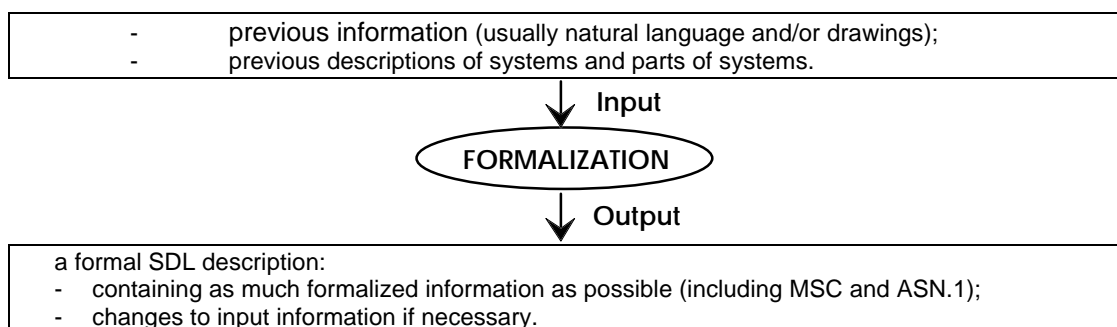 - previous information (usually natural language and/or drawings);
- previous descriptions of systems and parts of systems.
Input
FORMALIZATION
Output
a formal SDL description:
- containing as much formalized information as possible (including MSC and ASN.1);
- changes to input information if necessary.